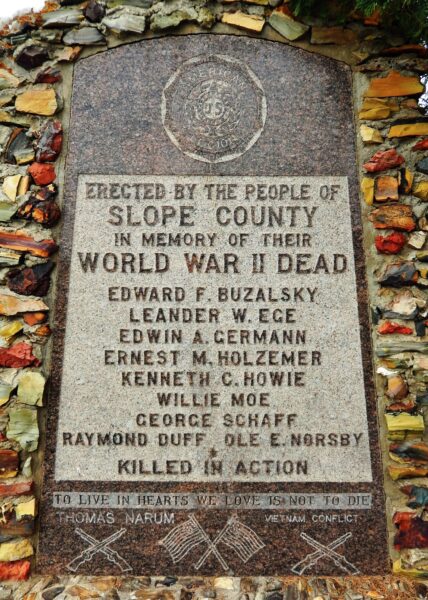 US
ERECTED BY THE PEOPLE OF
SLOPE COUNTY
IN MEMORY OF THEIR
WORLD WAR II DEAD
EDWARD F. BUZALSKY
LEANDER W. EGE
EDWIN A. GERMANN
ERNEST M. HOLZEMER
KENNETH C. HOWIE
WILLIE MOE
GEORGE SCHAFF
RAYMOND DUFF OLE E. NORSBY
KILLED IN ACTION
TO LIVE IN HEARTS WE LOVE IS NOT TO DIE
THOMAS NARUM VIETNAM CONFLICT